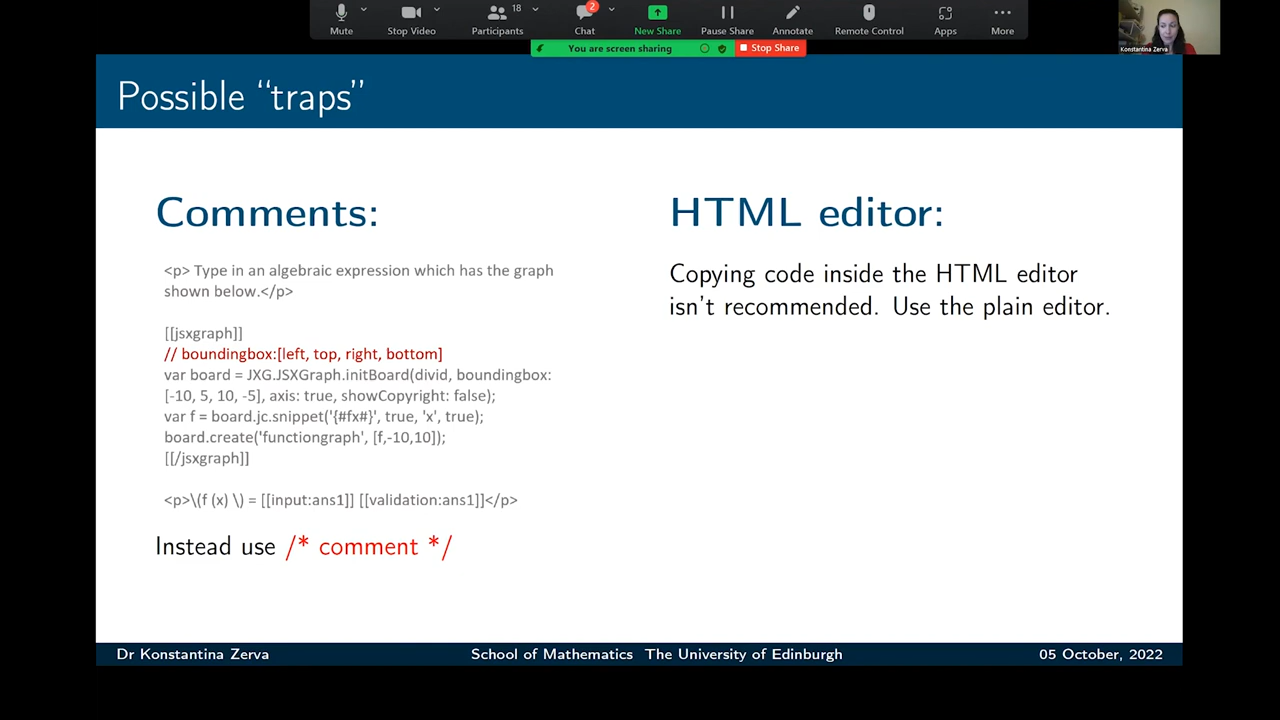 Mute
Stop Video
Participants
18
Chat
2
New Share
Pause Share
Annotate
Remote Control
Apps
More
You are screen sharing
Stop Share
Konstantina Zerva
Possible “traps”
Comments:
<p> Type in an algebraic expression which has the graph
shown below.</p>
[[jsxgraph]]
// boundingbox:[left, top, right, bottom]
var board = JXG.JSXGraph.initBoard(divid, boundingbox:
[-10, 5, 10, -5], axis: true, showCopyright: false);
var f = board.jc.snippet('{#fx#}', true, 'x', true);
board.create('functiongraph', [f,-10,10]);
[[/jsxgraph]]
<p>\(f (x) \) = [[input:ans1]] [[validation:ans1]]</p>
Instead use /* comment */
HTML editor:
Copying code inside the HTML editor
isn't recommended. Use the plain editor.
Dr Konstantina Zerva
School of Mathematics The University of Edinburgh
05 October, 2022